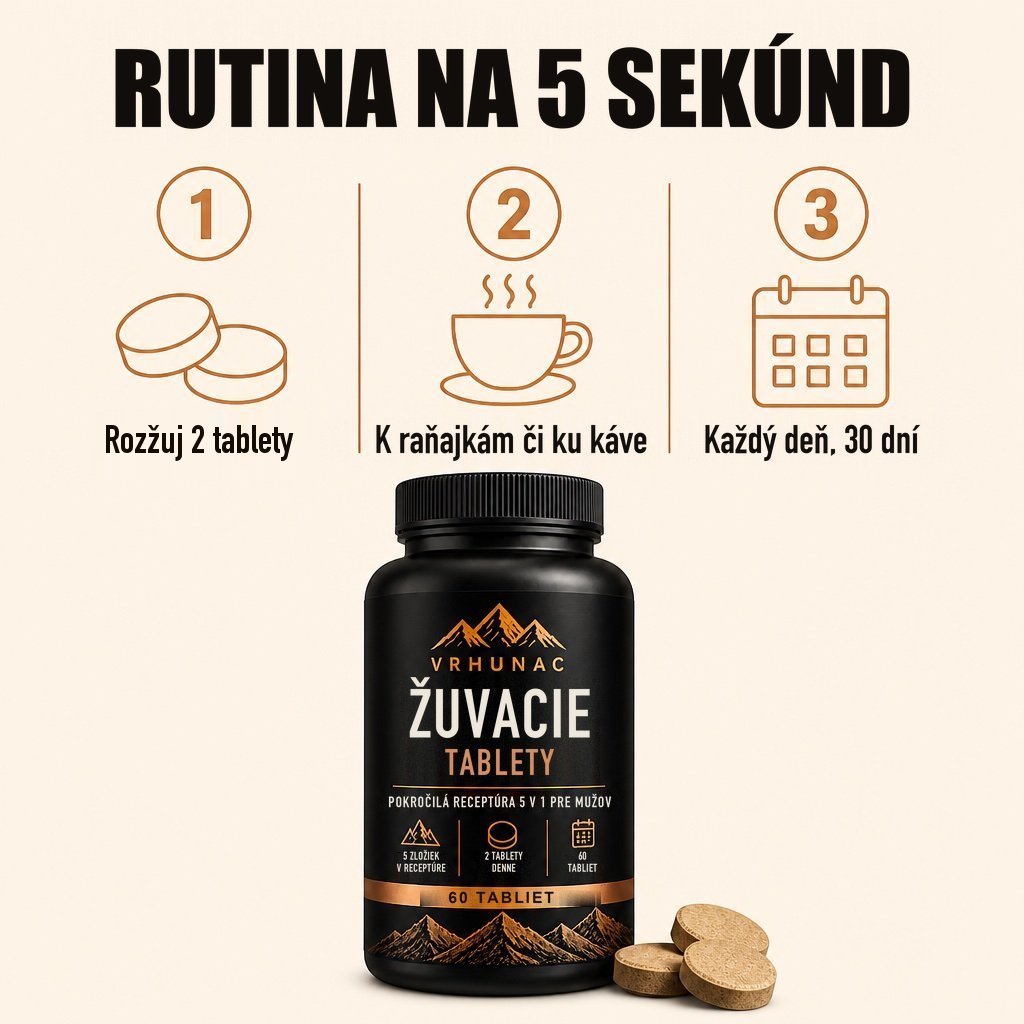 RUTINA NA 5 SEKÚND
1
2
3
Rozžuj 2 tablety
K raňajkám či ku káve
Každý deň, 30 dní
VRHUNAC
ŽUVACIE
TABLETY
POKROČILÁ RECEPTÚRA 5 V 1 PRE MUŽOV
5 ZLOŽIEK
V RECEPTÚRE
2 TABLETY
DENNE
60
TABLIET
60 TABLIET